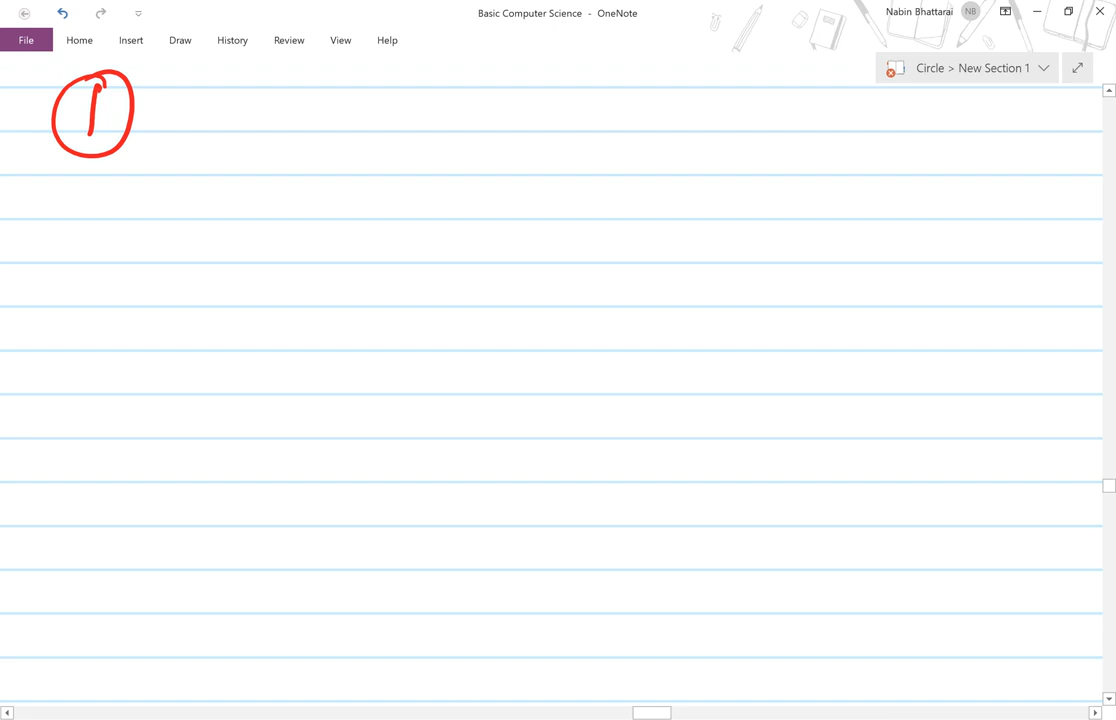 Basic Computer Science - OneNote
Nabin Bhattarai NB
File Home Insert Draw History Review View Help
Circle > New Section 1
1